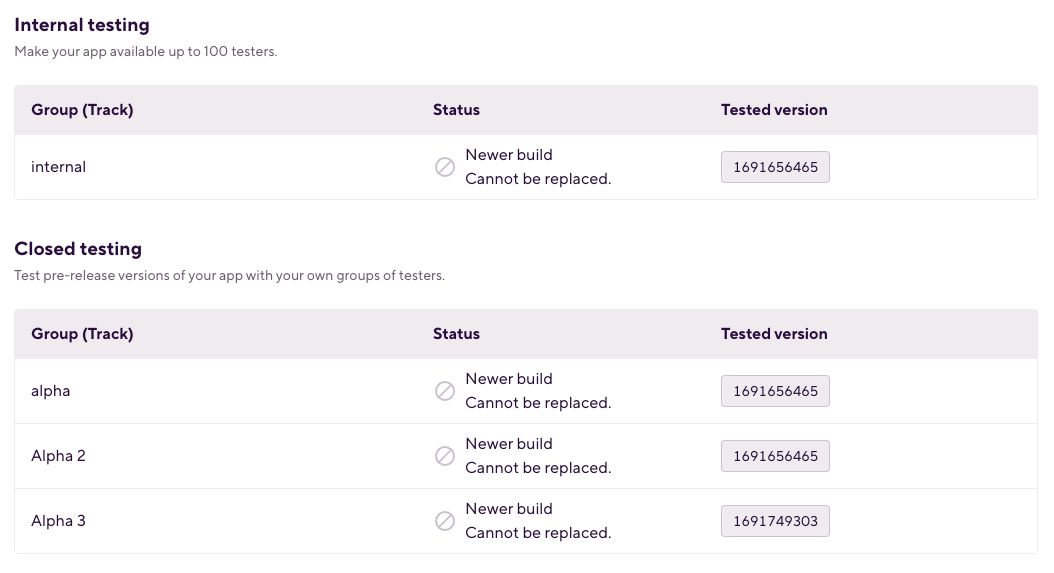 Internal testing
Make your app available up to 100 testers.
Group (Track) Status Tested version
internal Newer build Cannot be replaced. 1691656465
Closed testing
Test pre-release versions of your app with your own groups of testers.
Group (Track) Status Tested version
alpha Newer build Cannot be replaced. 1691656465
Alpha 2 Newer build Cannot be replaced. 1691656465
Alpha 3 Newer build Cannot be replaced. 1691749303